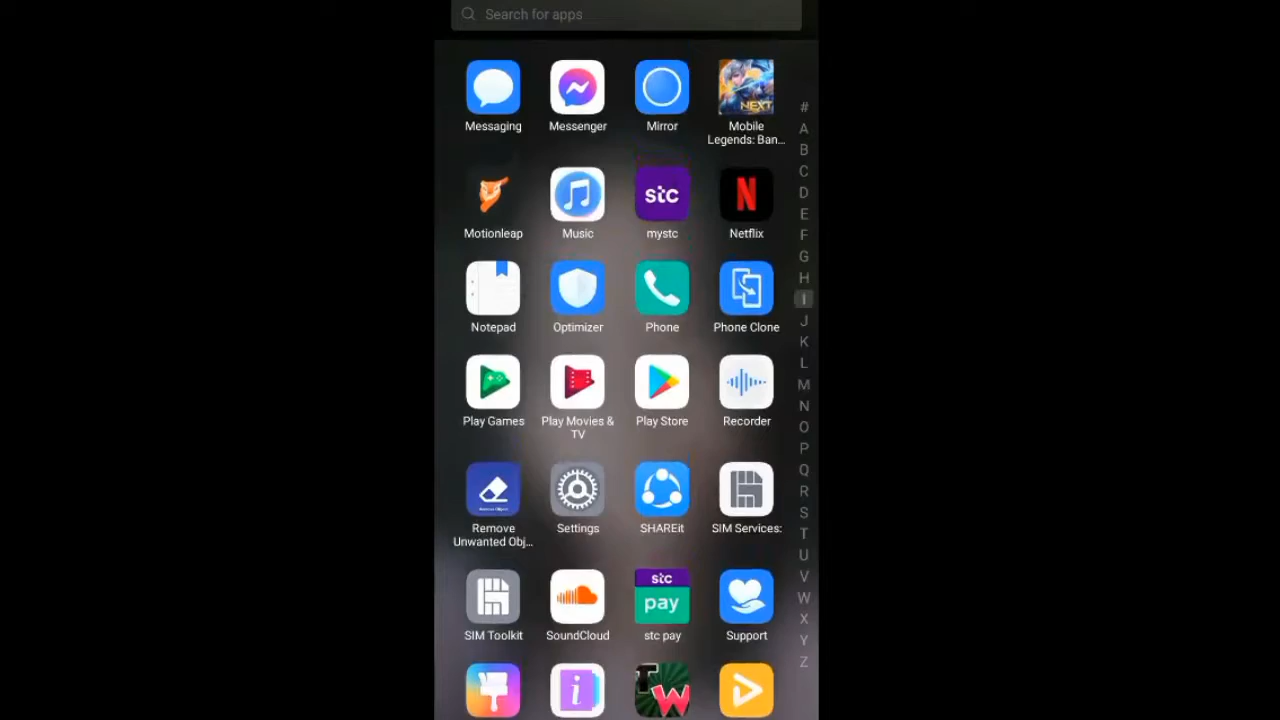 Search for apps
Messaging
Messenger
Mirror
NEXT
Mobile
Legends: Ban...
Motionleap
Music
stc
mystc
N
Netflix
Notepad
Optimizer
Phone
Phone Clone
Play Games
Play Movies &
TV
Play Store
Recorder
Remove
Unwanted Obj...
Settings
SHAREit
SIM Services:
SIM Toolkit
SoundCloud
stc
pay
stc pay
Support
i
T
W
#
A
B
C
D
E
F
G
H
I
J
K
L
M
N
O
P
Q
R
S
T
U
V
W
X
Y
Z